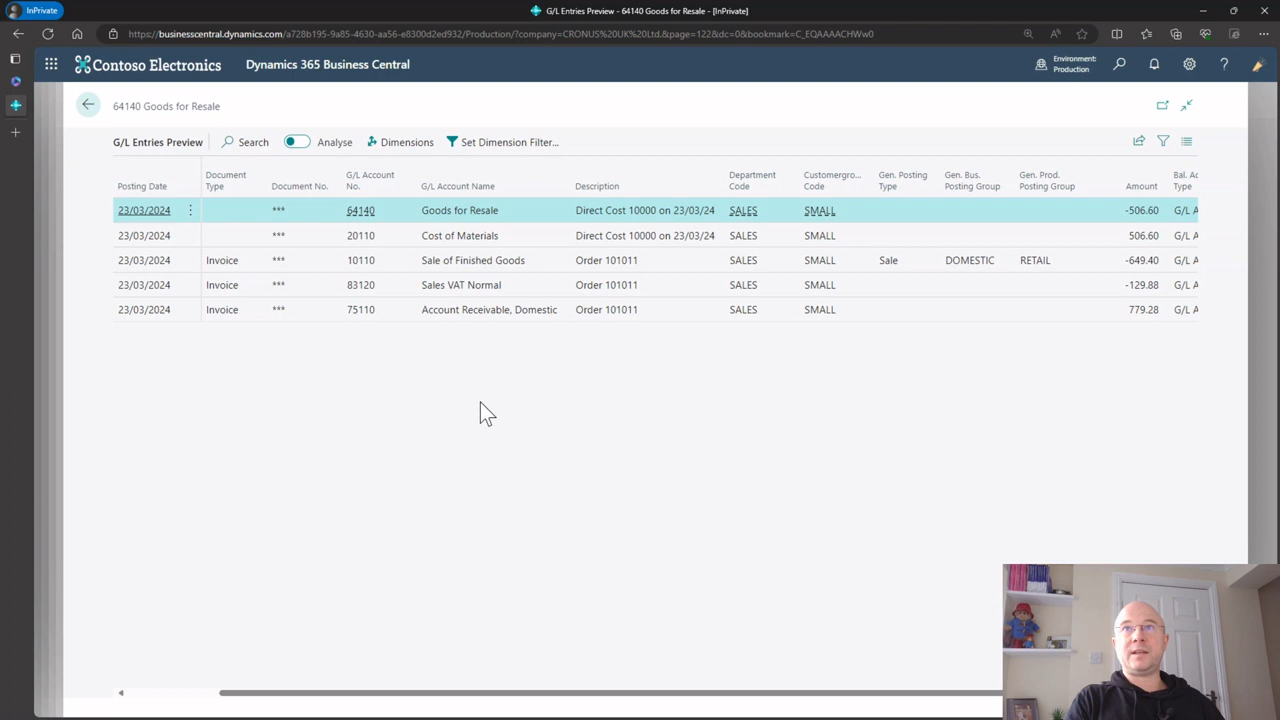 InPrivate
G/L Entries Preview - 64140 Goods for Resale - [InPrivate]
https://businesscentral.dynamics.com/a728b195-9a85-4630-aa56-e8300d2ed932/Production/?company=CRONUS%20UK%20Ltd.&page=122&dc=0&bookmark=C_EQAAAACHWw0
Contoso Electronics Dynamics 365 Business Central Environment: Production
64140 Goods for Resale
G/L Entries Preview Search Analyse Dimensions Set Dimension Filter...
Posting Date Document Type Document No. G/L Account No. G/L Account Name Description Department Code Customergro... Code Gen. Posting Type Gen. Bus. Posting Group Gen. Prod. Posting Group Amount Bal. Ac Type
23/03/2024 *** 64140 Goods for Resale Direct Cost 10000 on 23/03/24 SALES SMALL -506.60 G/L A
23/03/2024 *** 20110 Cost of Materials Direct Cost 10000 on 23/03/24 SALES SMALL 506.60 G/L A
23/03/2024 Invoice *** 10110 Sale of Finished Goods Order 101011 SALES SMALL Sale DOMESTIC RETAIL -649.40 G/L A
23/03/2024 Invoice *** 83120 Sales VAT Normal Order 101011 SALES SMALL -129.88 G/L A
23/03/2024 Invoice *** 75110 Account Receivable, Domestic Order 101011 SALES SMALL 779.28 G/L A